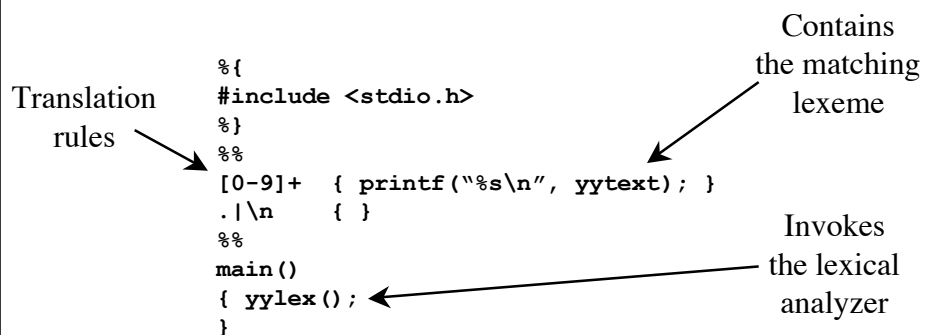 Contains
the matching
lexeme
Translation
rules
%{
#include <stdio.h>
%}
%%
[0-9]+  { printf(“%s\n”, yytext); }
.|\n    { }
%%
main()
{ yylex();
}
Invokes
the lexical
analyzer